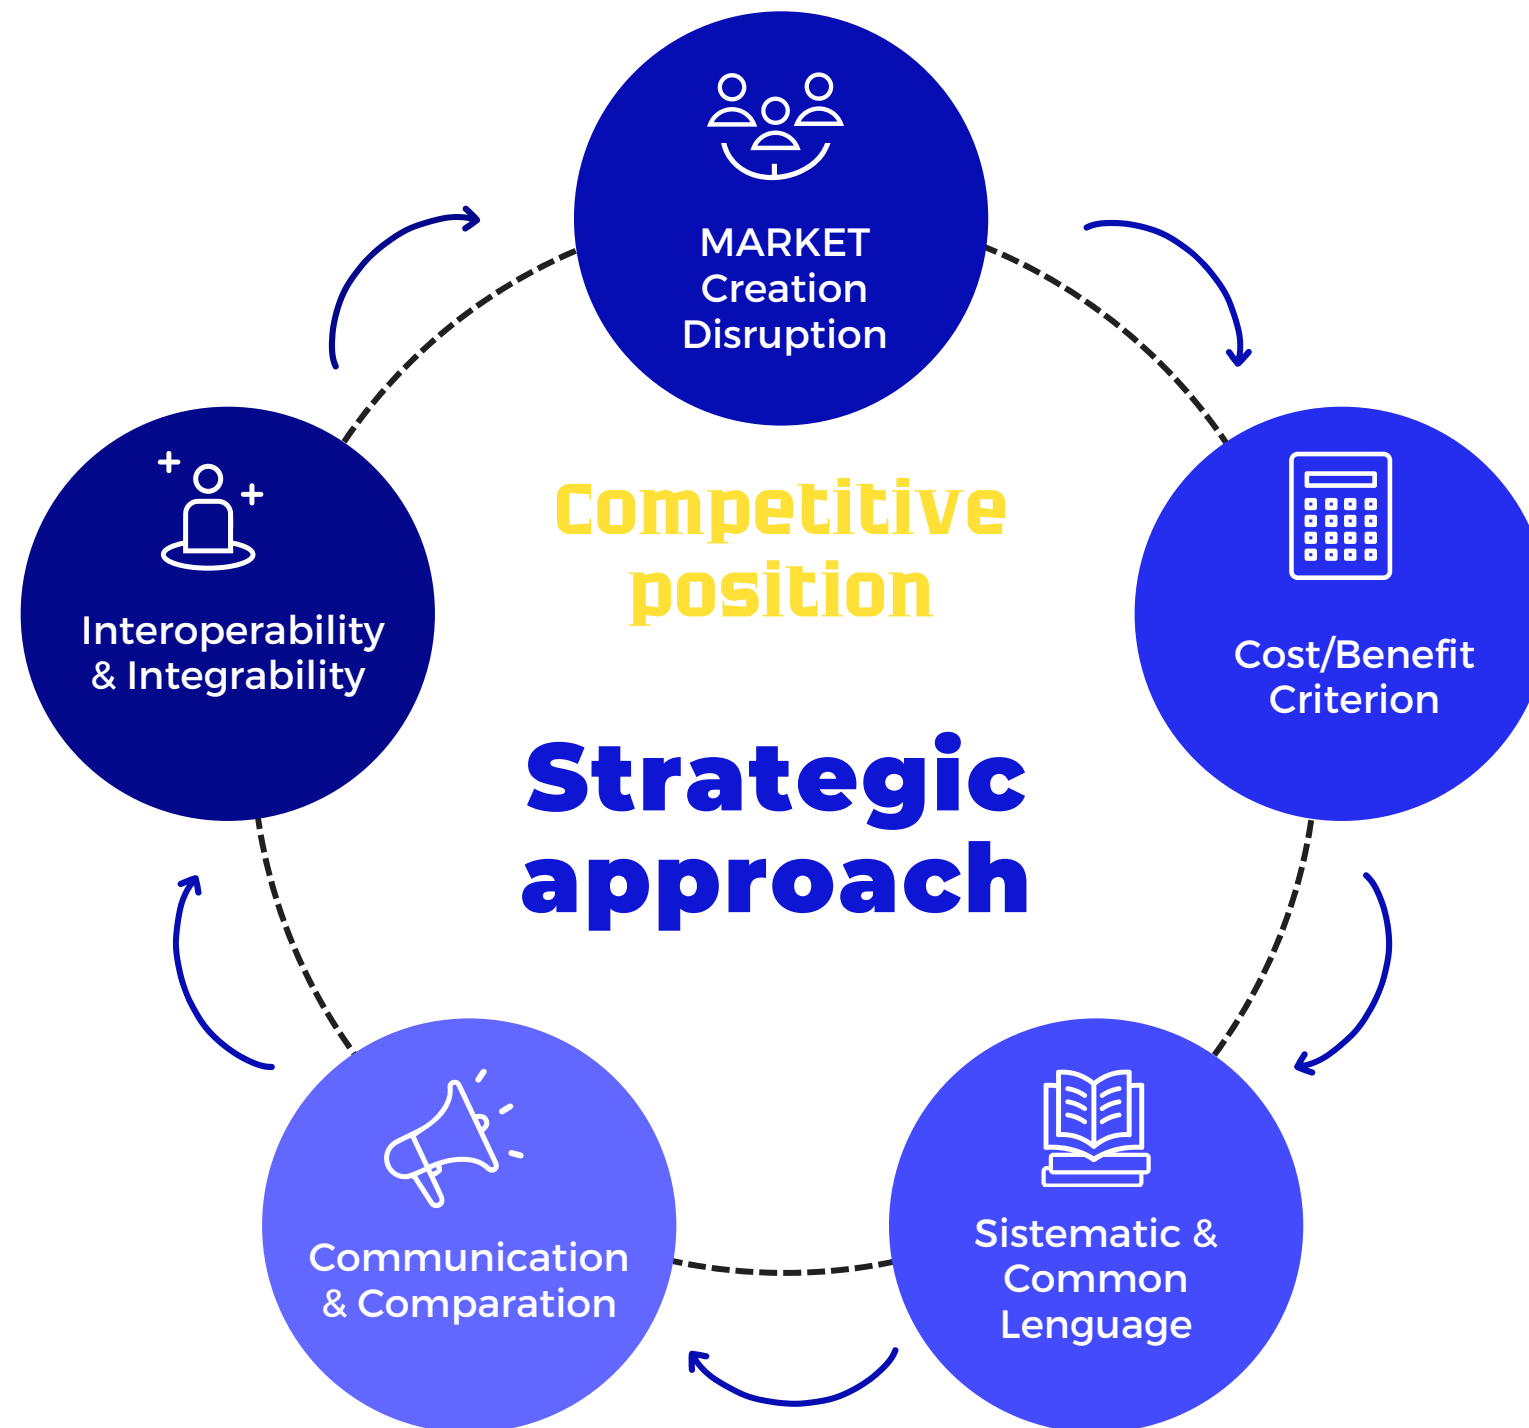 MARKET
Creation
Disruption
Competitive
position
Interoperability
& Integrability
Cost/Benefit
Criterion
Strategic
approach
Communication
& Comparation
Sistematic &
Common
Lenguage